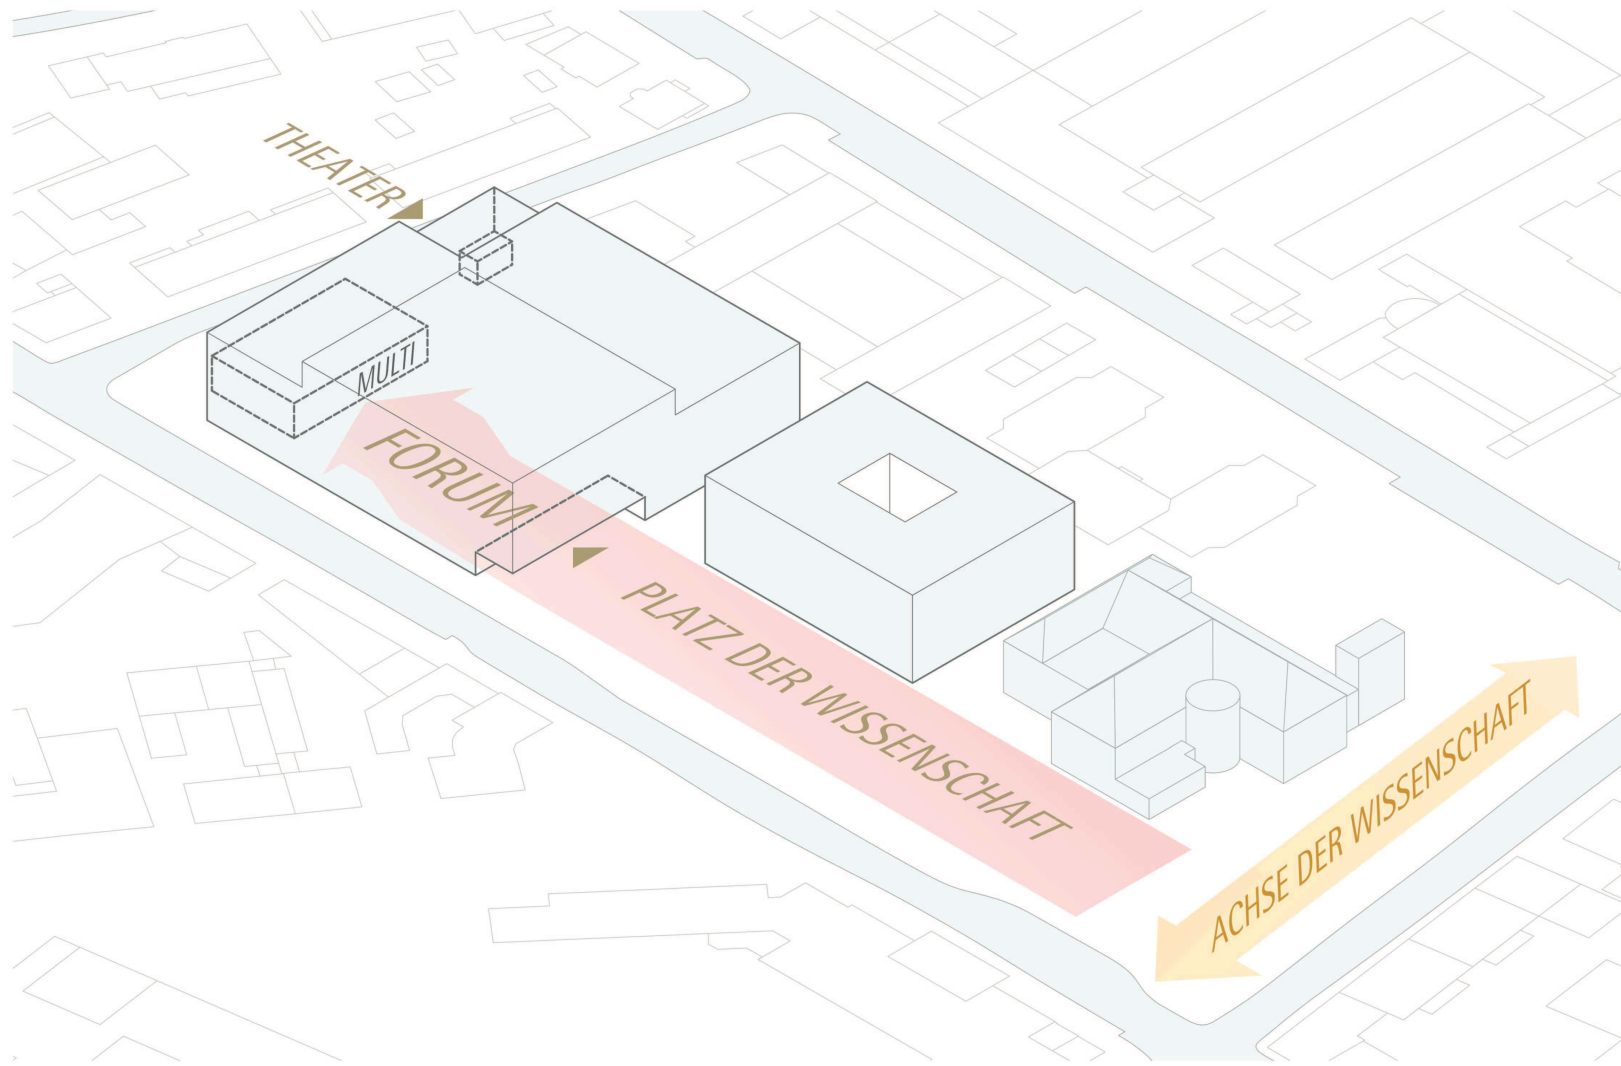 THEATER
MULTI
FORUM
PLATZ DER WISSENSCHAFT
ACHSE DER WISSENSCHAFT